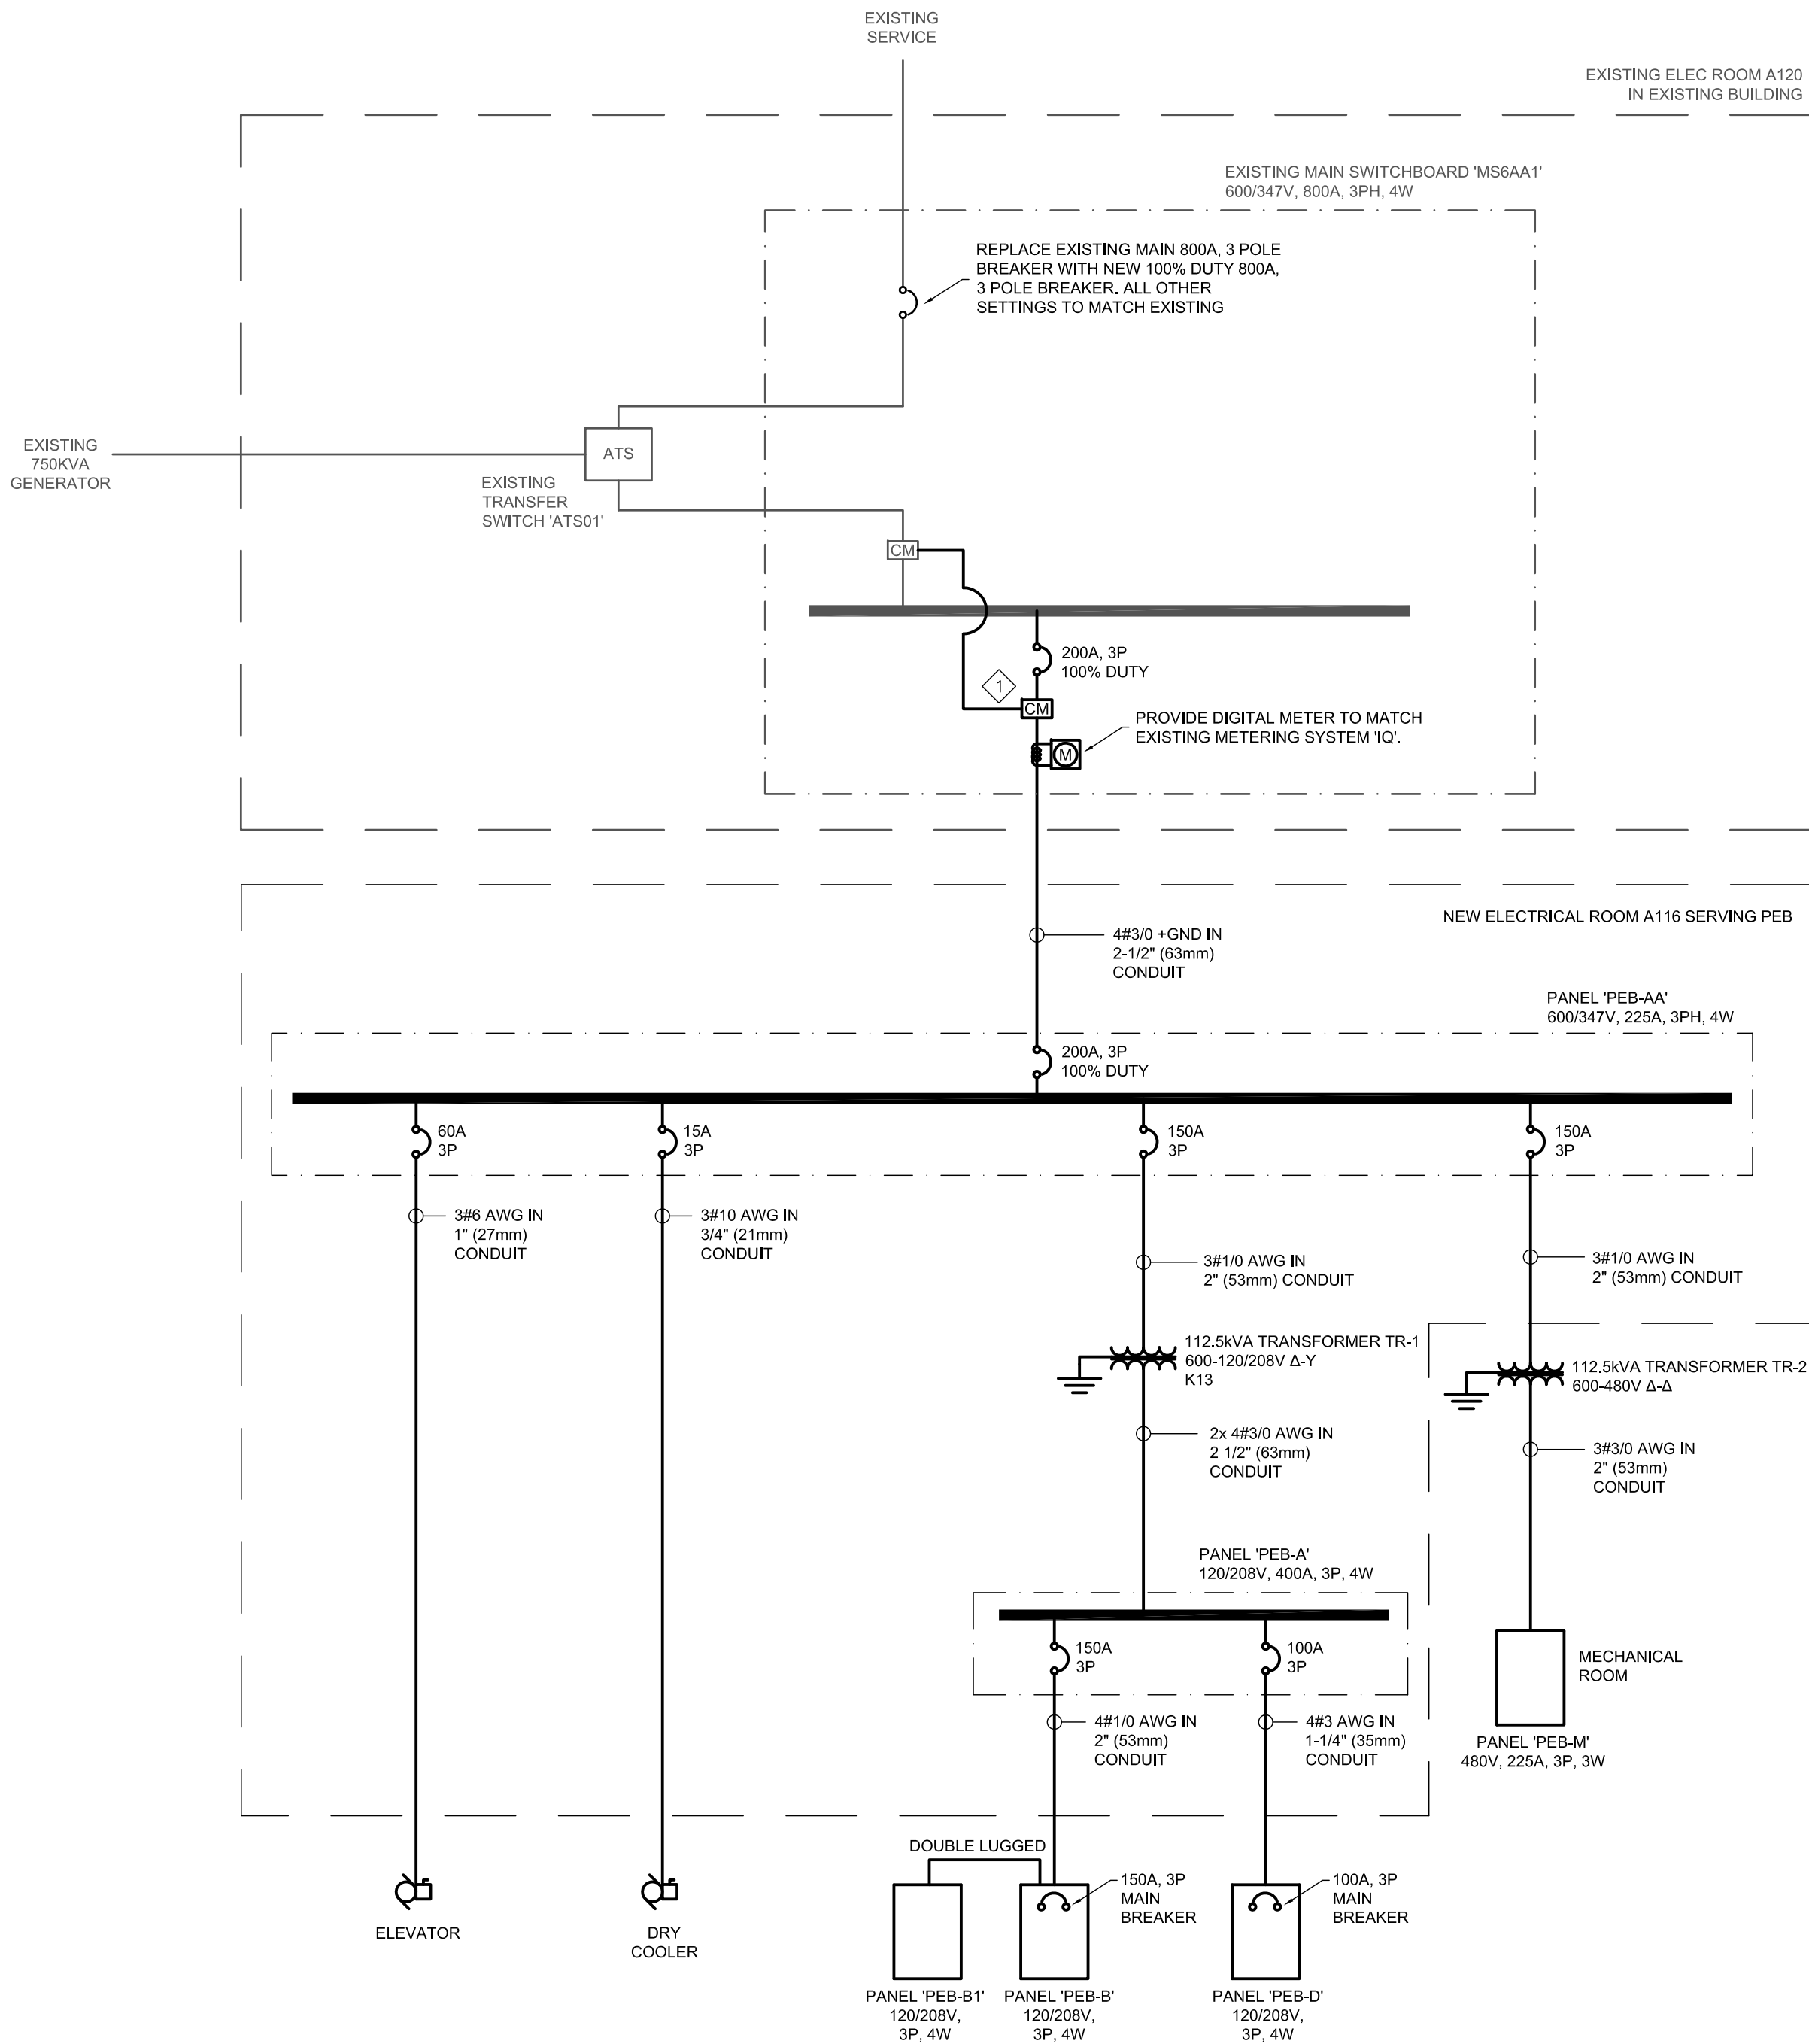 EXISTING
SERVICE
EXISTING ELEC ROOM A120
IN EXISTING BUILDING
EXISTING MAIN SWITCHBOARD 'MS6AA1'
600/347V, 800A, 3PH, 4W
REPLACE EXISTING MAIN 800A, 3 POLE
BREAKER WITH NEW 100% DUTY 800A,
3 POLE BREAKER. ALL OTHER
SETTINGS TO MATCH EXISTING
EXISTING
750KVA
GENERATOR
ATS
EXISTING
TRANSFER
SWITCH 'ATS01'
CM
200A, 3P
100% DUTY
1
CM
PROVIDE DIGITAL METER TO MATCH
EXISTING METERING SYSTEM 'IQ'.
M
NEW ELECTRICAL ROOM A116 SERVING PEB
4#3/0 +GND IN
2-1/2" (63mm)
CONDUIT
PANEL 'PEB-AA'
600/347V, 225A, 3PH, 4W
200A, 3P
100% DUTY
60A
3P
15A
3P
150A
3P
150A
3P
3#6 AWG IN
1" (27mm)
CONDUIT
3#10 AWG IN
3/4" (21mm)
CONDUIT
3#1/0 AWG IN
2" (53mm) CONDUIT
3#1/0 AWG IN
2" (53mm) CONDUIT
112.5kVA TRANSFORMER TR-1
600-120/208V Δ-Y
K13
112.5kVA TRANSFORMER TR-2
600-480V Δ-Δ
2x 4#3/0 AWG IN
2 1/2" (63mm)
CONDUIT
3#3/0 AWG IN
2" (53mm)
CONDUIT
PANEL 'PEB-A'
120/208V, 400A, 3P, 4W
150A
3P
100A
3P
MECHANICAL
ROOM
4#1/0 AWG IN
2" (53mm)
CONDUIT
4#3 AWG IN
1-1/4" (35mm)
CONDUIT
PANEL 'PEB-M'
480V, 225A, 3P, 3W
DOUBLE LUGGED
150A, 3P
MAIN
BREAKER
100A, 3P
MAIN
BREAKER
ELEVATOR
DRY
COOLER
PANEL 'PEB-B1'
120/208V,
3P, 4W
PANEL 'PEB-B'
120/208V,
3P, 4W
PANEL 'PEB-D'
120/208V,
3P, 4W